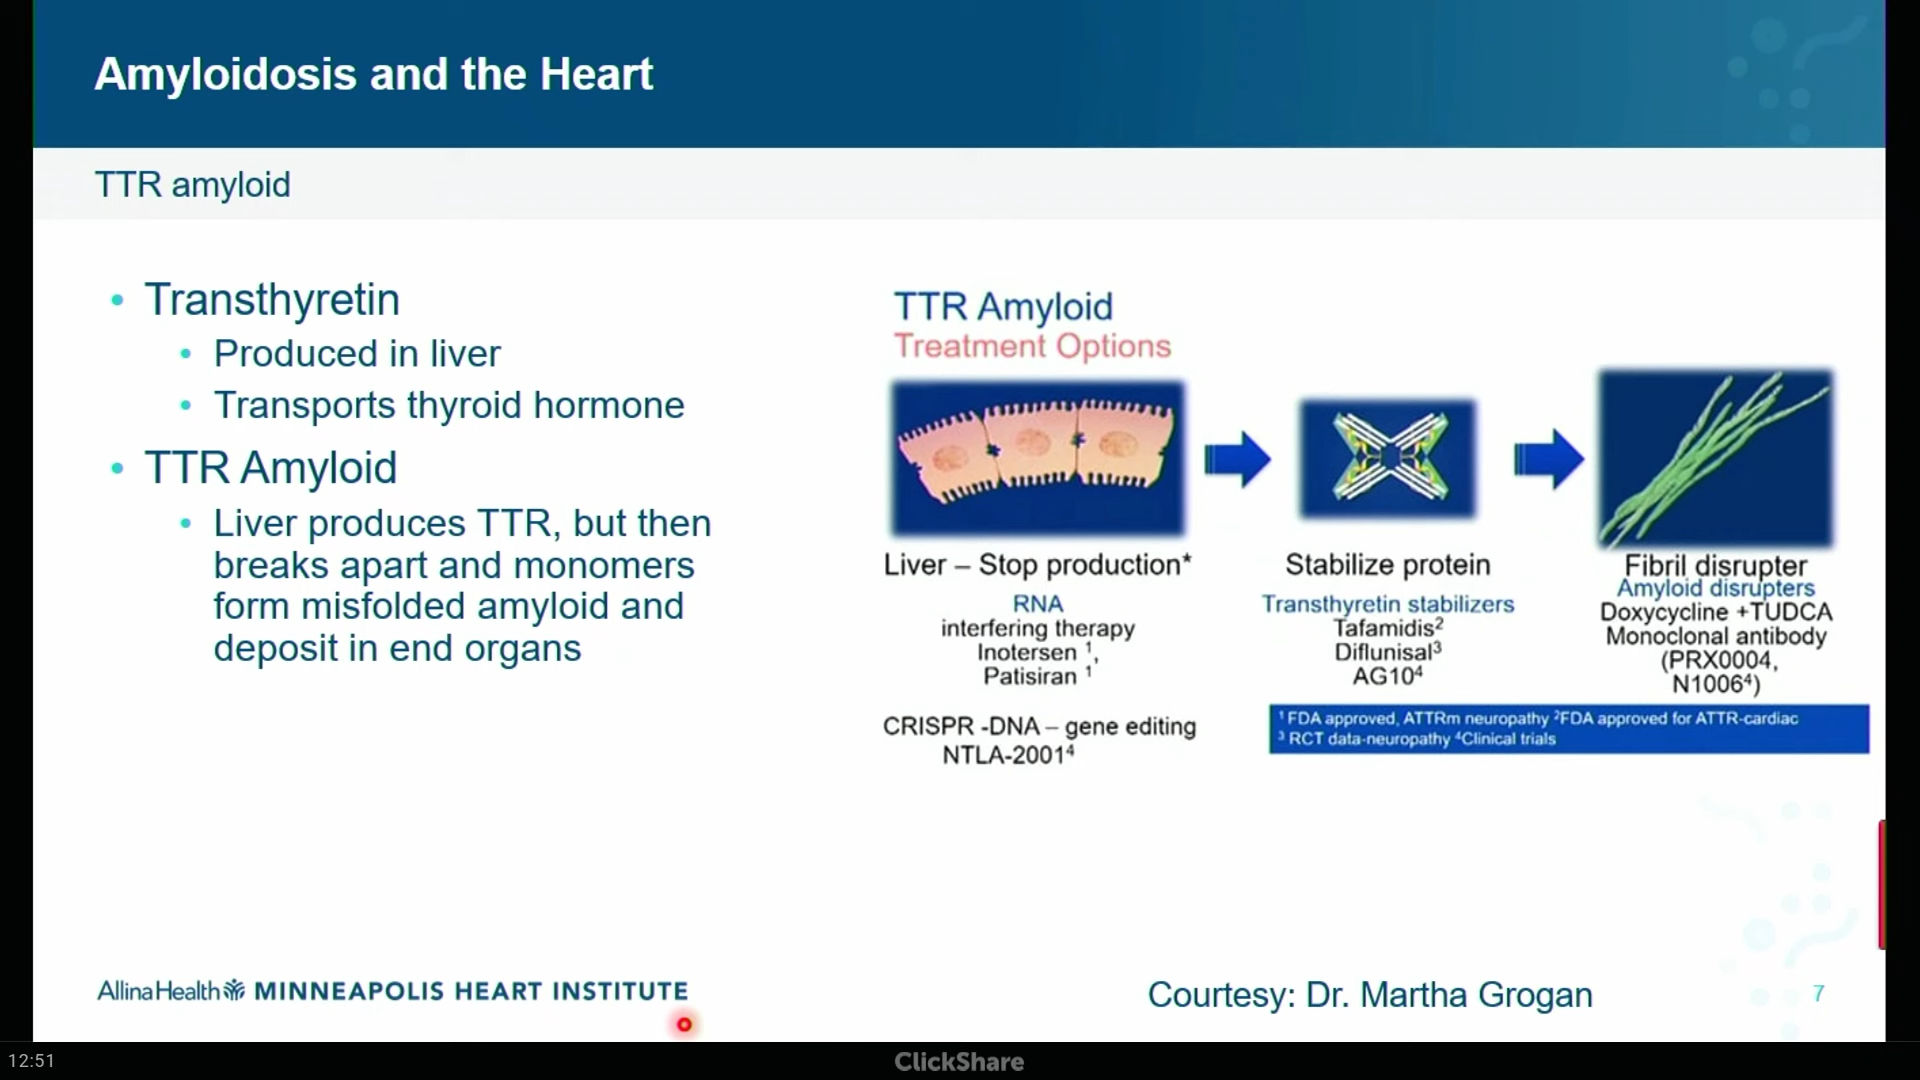 Amyloidosis and the Heart
TTR amyloid
• Transthyretin
• Produced in liver
• Transports thyroid hormone
• TTR Amyloid
• Liver produces TTR, but then
breaks apart and monomers
form misfolded amyloid and
deposit in end organs
TTR Amyloid
Treatment Options
Liver – Stop production*
RNA
interfering therapy
Inotersen ¹,
Patisiran ¹
CRISPR -DNA – gene editing
NTLA-2001⁴
Stabilize protein
Transthyretin stabilizers
Tafamidis²
Diflunisal³
AG10⁴
Fibril disrupter
Amyloid disrupters
Doxycycline +TUDCA
Monoclonal antibody
(PRX0004,
N1006⁴)
¹ FDA approved, ATTRm neuropathy ²FDA approved for ATTR-cardiac
³ RCT data-neuropathy ⁴Clinical trials
AllinaHealth MINNEAPOLIS HEART INSTITUTE
Courtesy: Dr. Martha Grogan
7
12:51
ClickShare